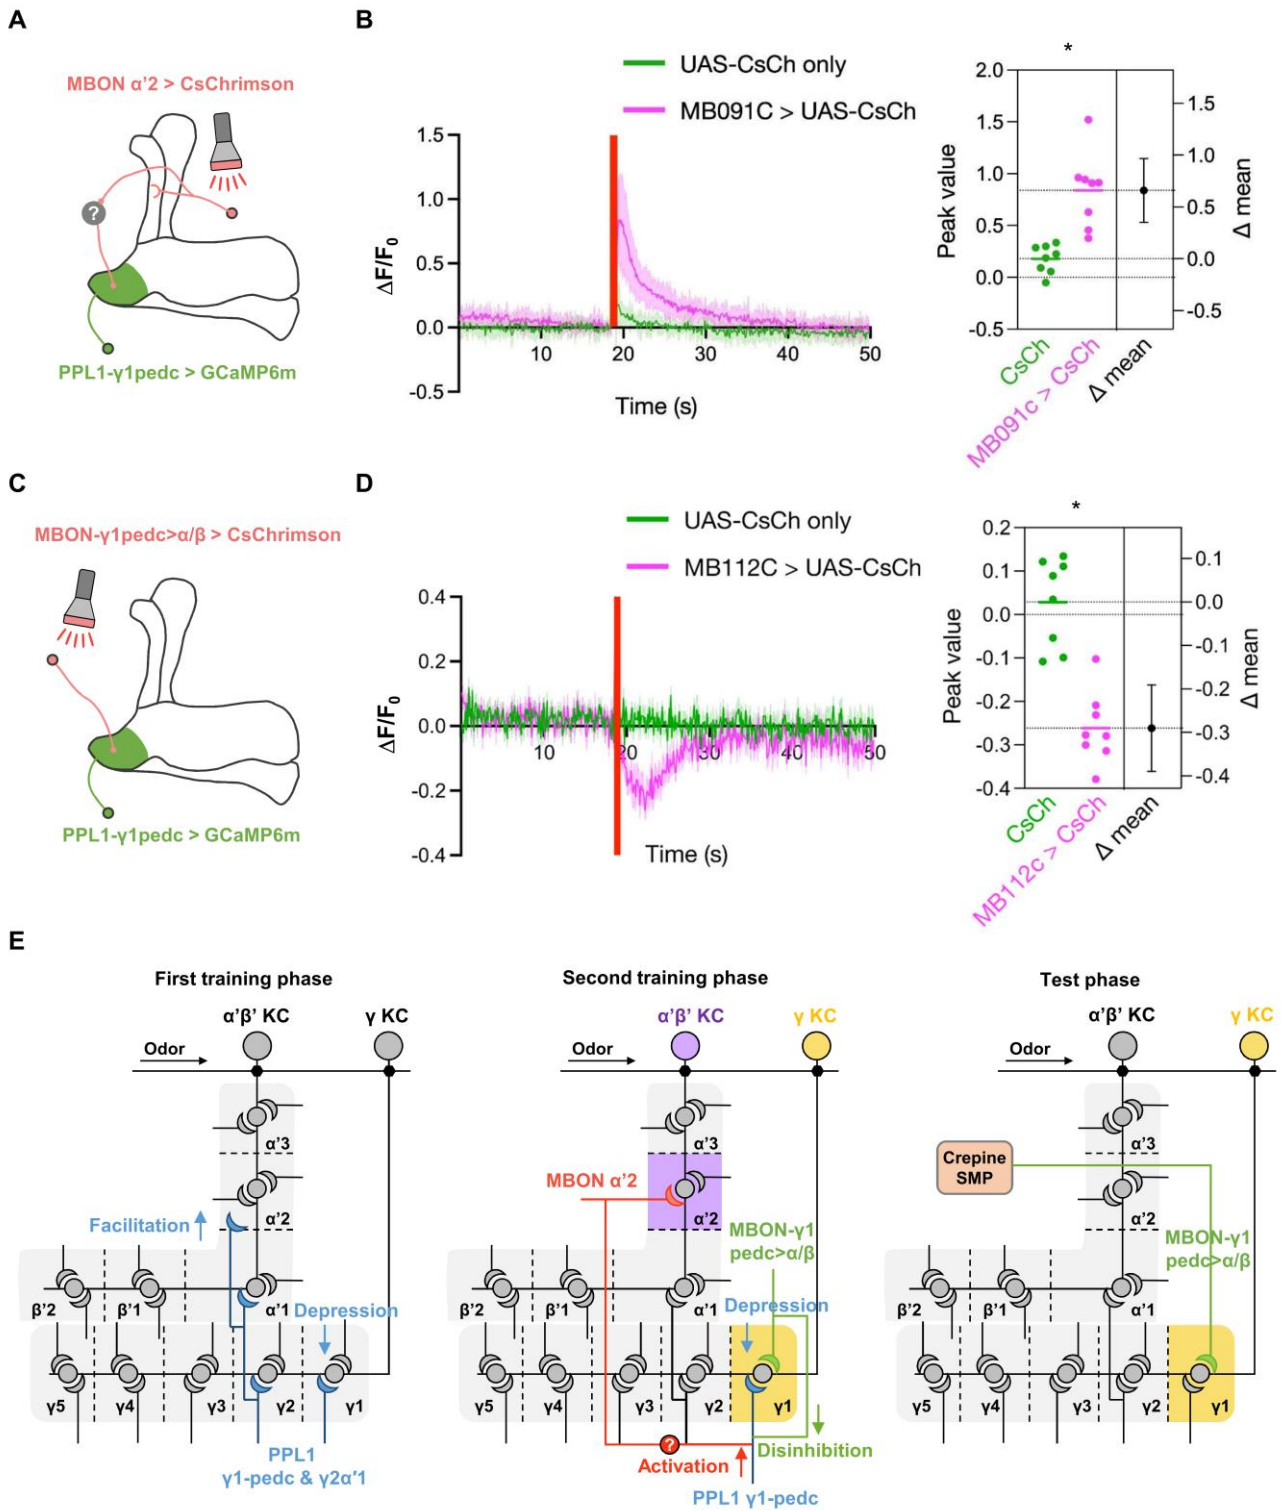 A
MBON α’2 > CsChrimson
?
PPL1-γ1pedc > GCaMP6m
B
UAS-CsCh only
MB091C > UAS-CsCh
1.5
1.0
0.5
0.0
-0.5
ΔF/F0
10
20
30
40
50
Time (s)
*
2.0
1.5
1.0
0.5
0.0
-0.5
Peak value
1.5
1.0
0.5
0.0
-0.5
Δ mean
CsCh
MB091c > CsCh
Δ mean
C
MBON-γ1pedc>α/β > CsChrimson
PPL1-γ1pedc > GCaMP6m
D
UAS-CsCh only
MB112C > UAS-CsCh
0.4
0.2
0.0
-0.2
-0.4
ΔF/F0
10
20
30
40
50
Time (s)
*
0.2
0.1
0.0
-0.1
-0.2
-0.3
-0.4
Peak value
0.1
0.0
-0.1
-0.2
-0.3
-0.4
Δ mean
CsCh
MB112c > CsCh
Δ mean
E
First training phase
α’β’ KC
γ KC
Odor
α’3
α’2
Facilitation
β’2
β’1
α’1
Depression
γ5
γ4
γ3
γ2
γ1
PPL1
γ1-pedc & γ2α′1
Second training phase
α’β’ KC
γ KC
Odor
α’3
MBON α’2
α’2
MBON-γ1
pedc>α/β
β’2
β’1
α’1
Depression
γ5
γ4
γ3
γ2
γ1
?
Activation
Disinhibition
PPL1 γ1-pedc
Test phase
α’β’ KC
γ KC
Odor
α’3
Crepine
SMP
α’2
MBON-γ1
pedc>α/β
β’2
β’1
α’1
γ5
γ4
γ3
γ2
γ1